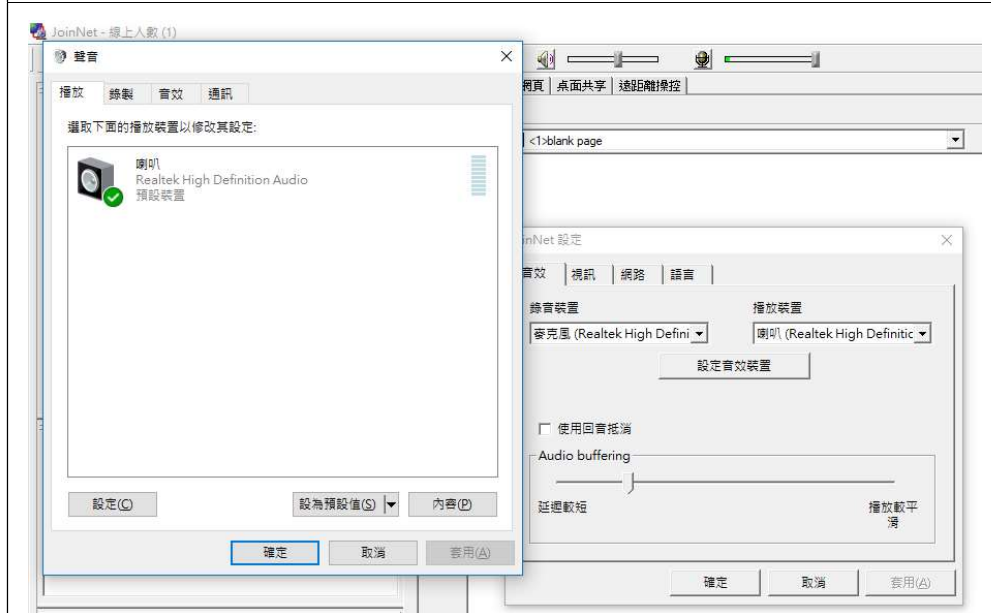 JoinNet - 線上人數 (1)
聲音
播放 錄製 音效 通訊
選取下面的播放裝置以修改其設定:
喇叭
Realtek High Definition Audio
預設裝置
設定(C)
設為預設值(S)
內容(P)
確定
取消
套用(A)
網頁 桌面共享 遠距離操控
<1>blank page
inNet 設定
音效 視訊 網路 語言
錄音裝置
播放裝置
麥克風 (Realtek High Defini
喇叭 (Realtek High Definitic
設定音效裝置
使用回音抵消
Audio buffering
延遲較短
播放較平
滑
確定
取消
套用(A)